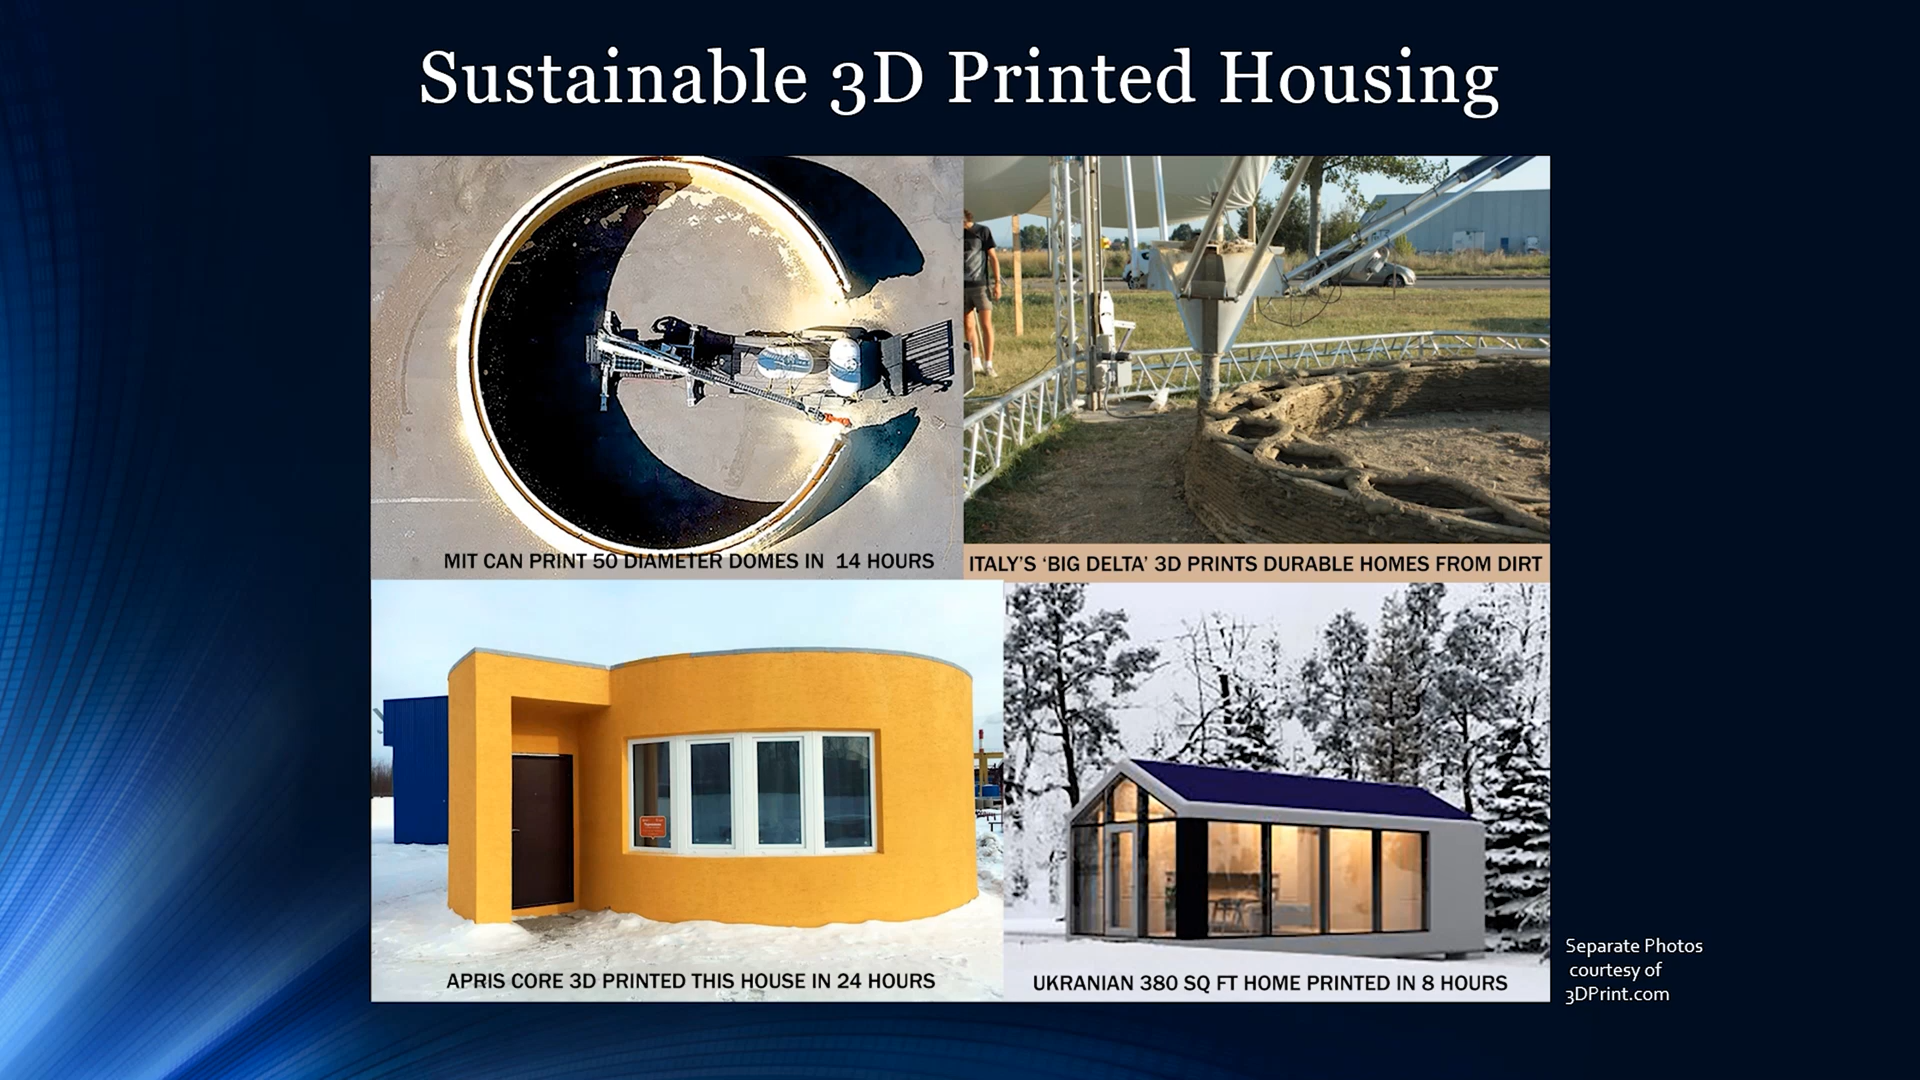 Sustainable 3D Printed Housing
MIT CAN PRINT 50 DIAMETER DOMES IN 14 HOURS
ITALY'S ‘BIG DELTA’ 3D PRINTS DURABLE HOMES FROM DIRT
APRIS CORE 3D PRINTED THIS HOUSE IN 24 HOURS
UKRANIAN 380 SQ FT HOME PRINTED IN 8 HOURS
Separate Photos
courtesy of
3DPrint.com